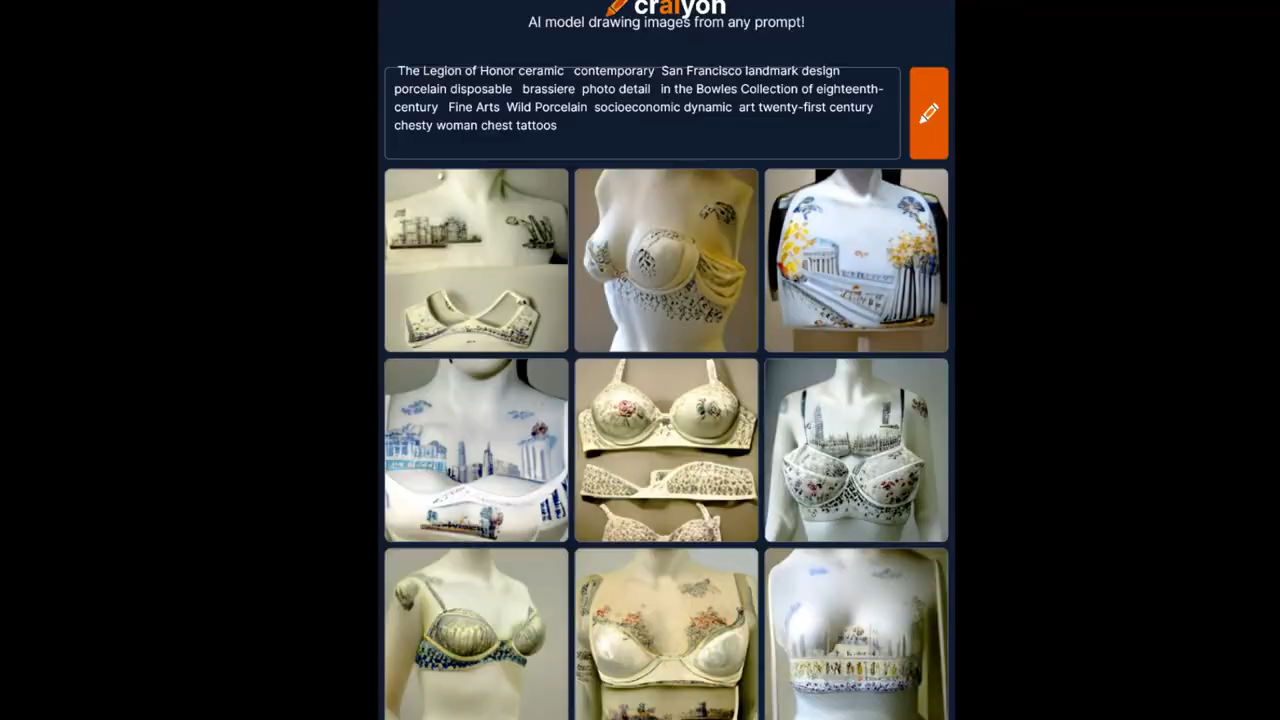 craiyon
AI model drawing images from any prompt!
The Legion of Honor ceramic contemporary San Francisco landmark design
porcelain disposable brassiere photo detail in the Bowles Collection of eighteenth-
century Fine Arts Wild Porcelain socioeconomic dynamic art twenty-first century
chesty woman chest tattoos